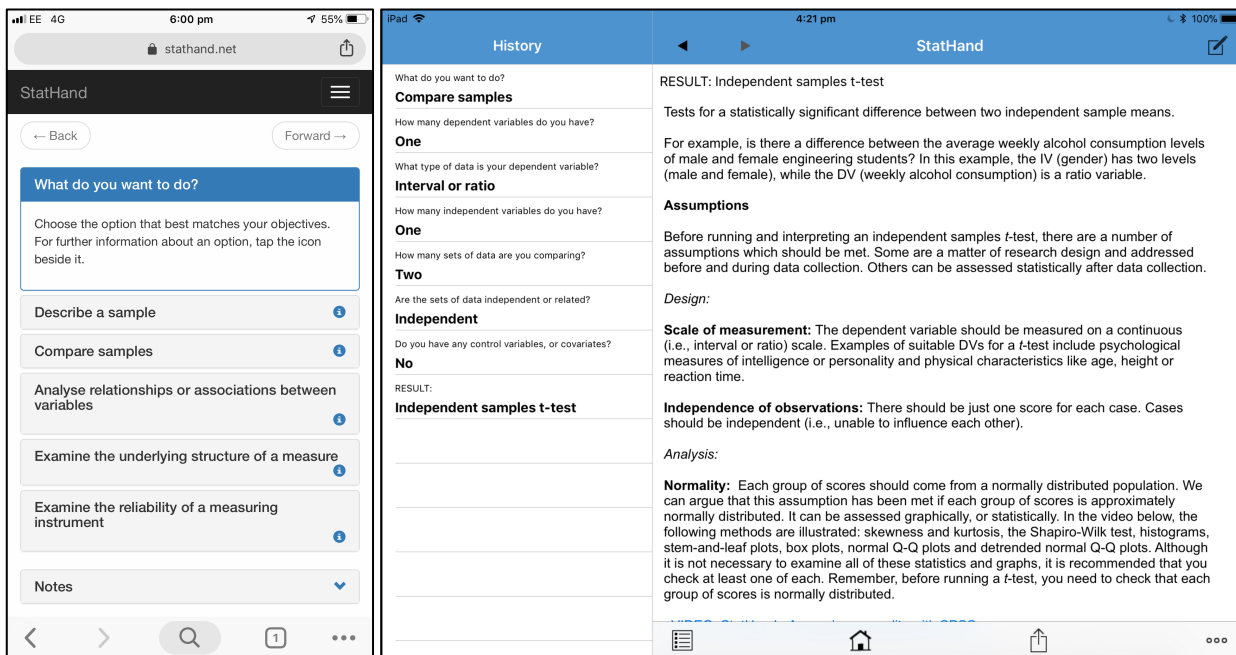 EE 4G 6:00 pm 55%
stathand.net
StatHand
← Back Forward →
What do you want to do?
Choose the option that best matches your objectives.
For further information about an option, tap the icon
beside it.
Describe a sample
Compare samples
Analyse relationships or associations between
variables
Examine the underlying structure of a measure
Examine the reliability of a measuring
instrument
Notes
1
iPad 4:21 pm 100%
History
What do you want to do?
Compare samples
How many dependent variables do you have?
One
What type of data is your dependent variable?
Interval or ratio
How many independent variables do you have?
One
How many sets of data are you comparing?
Two
Are the sets of data independent or related?
Independent
Do you have any control variables, or covariates?
No
RESULT:
Independent samples t-test
StatHand
RESULT: Independent samples t-test
Tests for a statistically significant difference between two independent sample means.
For example, is there a difference between the average weekly alcohol consumption levels
of male and female engineering students? In this example, the IV (gender) has two levels
(male and female), while the DV (weekly alcohol consumption) is a ratio variable.
Assumptions
Before running and interpreting an independent samples t-test, there are a number of
assumptions which should be met. Some are a matter of research design and addressed
before and during data collection. Others can be assessed statistically after data collection.
Design:
Scale of measurement: The dependent variable should be measured on a continuous
(i.e., interval or ratio) scale. Examples of suitable DVs for a t-test include psychological
measures of intelligence or personality and physical characteristics like age, height or
reaction time.
Independence of observations: There should be just one score for each case. Cases
should be independent (i.e., unable to influence each other).
Analysis:
Normality: Each group of scores should come from a normally distributed population. We
can argue that this assumption has been met if each group of scores is approximately
normally distributed. It can be assessed graphically, or statistically. In the video below, the
following methods are illustrated: skewness and kurtosis, the Shapiro-Wilk test, histograms,
stem-and-leaf plots, box plots, normal Q-Q plots and detrended normal Q-Q plots. Although
it is not necessary to examine all of these statistics and graphs, it is recommended that you
check at least one of each. Remember, before running a t-test, you need to check that each
group of scores is normally distributed.